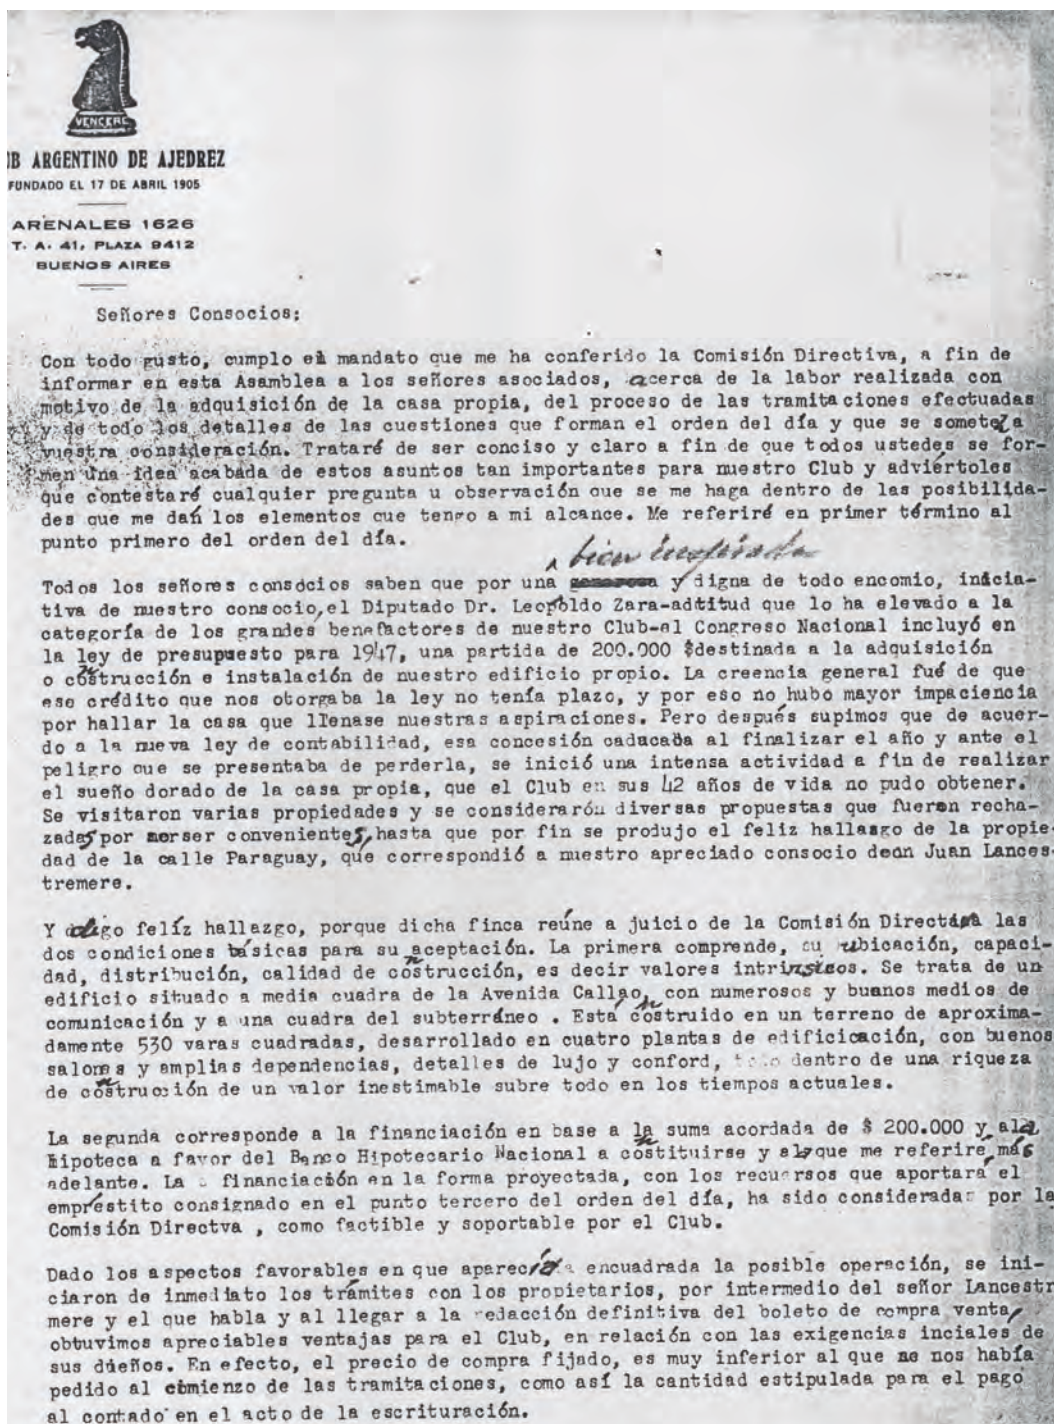 VENCERE
B ARGENTINO DE AJEDREZ
FUNDADO EL 17 DE ABRIL 1905
ARENALES 1626
T. A. 41, PLAZA 9412
BUENOS AIRES
Señores Consocios:
Con todo gusto, cumplo el mandato que me ha conferido la Comisión Directiva, a fin de
informar en esta Asamblea a los señores asociados, acerca de la labor realizada con
motivo de la adquisición de la casa propia, del proceso de las tramitaciones efectuadas
y de todo los detalles de las cuestiones que forman el orden del día y que se somete a
vuestra consideración. Trataré de ser conciso y claro a fin de que todos ustedes se for-
men una idea acabada de estos asuntos tan importantes para nuestro Club y adviértoles
que contestaré cualquier pregunta u observación que se me haga dentro de las posibilida-
des que me dan los elementos que tengo a mi alcance. Me referiré en primer término al
punto primero del orden del día.
bien inspirada
Todos los señores consocios saben que por una generosa y digna de todo encomio, inicia-
tiva de nuestro consocio, el Diputado Dr. Leopoldo Zara-adtitud que lo ha elevado a la
categoría de los grandes benefactores de nuestro Club-el Congreso Nacional incluyó en
la ley de presupuesto para 1947, una partida de 200.000 $destinada a la adquisición
o construcción e instalación de nuestro edificio propio. La creencia general fué de que
ese crédito que nos otorgaba la ley no tenía plazo, y por eso no hubo mayor impaciencia
por hallar la casa que llenase nuestras aspiraciones. Pero después supimos que de acuer-
do a la nueva ley de contabilidad, esa concesión cadacaba al finalizar el año y ante el
peligro que se presentaba de perderla, se inició una intensa actividad a fin de realizar
el sueño dorado de la casa propia, que el Club en sus 42 años de vida no pudo obtener.
Se visitaron varias propiedades y se considerarón diversas propuestas que fueron recha-
zadas por ser convenientes, hasta que por fin se produjo el feliz hallazgo de la propie-
dad de la calle Paraguay, que correspondió a nuestro apreciado consocio don Juan Lances-
tremere.
Y digo felíz hallazgo, porque dicha finca reúne a juicio de la Comisión Directiva las
dos condiciones básicas para su aceptación. La primera comprende, su ubicación, capaci-
dad, distribución, calidad de construcción, es decir valores intrinsicos. Se trata de un
edificio situado a media cuadra de la Avenida Callao, con numerosos y buenos medios de
comunicación y a una cuadra del subterráneo . Está construido en un terreno de aproxima-
damente 530 varas cuadradas, desarrollado en cuatro plantas de edificicación, con buenos
salones y amplias dependencias, detalles de lujo y conford, todo dentro de una riqueza
de construcción de un valor inestimable subre todo en los tiempos actuales.
La segunda corresponde a la financiación en base a la suma acordada de $ 200.000 y a la
Hipoteca a favor del Banco Hipotecario Nacional a constituirse y a la que me referire más
adelante. La financiación en la forma proyectada, con los recuersos que aportará el
empréstito consignado en el punto tercero del orden del día, ha sido considerada por la
Comisión Directva , como factible y soportable por el Club.
Dado los aspectos favorables en que aparecía encuadrada la posible operación, se ini-
ciaron de inmediato los trámites con los propietarios, por intermedio del señor Lancestr
mere y el que habla y al llegar a la redacción definitiva del boleto de compra venta,
obtuvimos apreciables ventajas para el Club, en relación con las exigencias inciales de
sus dueños. En efecto, el precio de compra fijado, es muy inferior al que se nos había
pedido al comienzo de las tramitaciones, como así la cantidad estipulada para el pago
al contado en el acto de la escrituración.